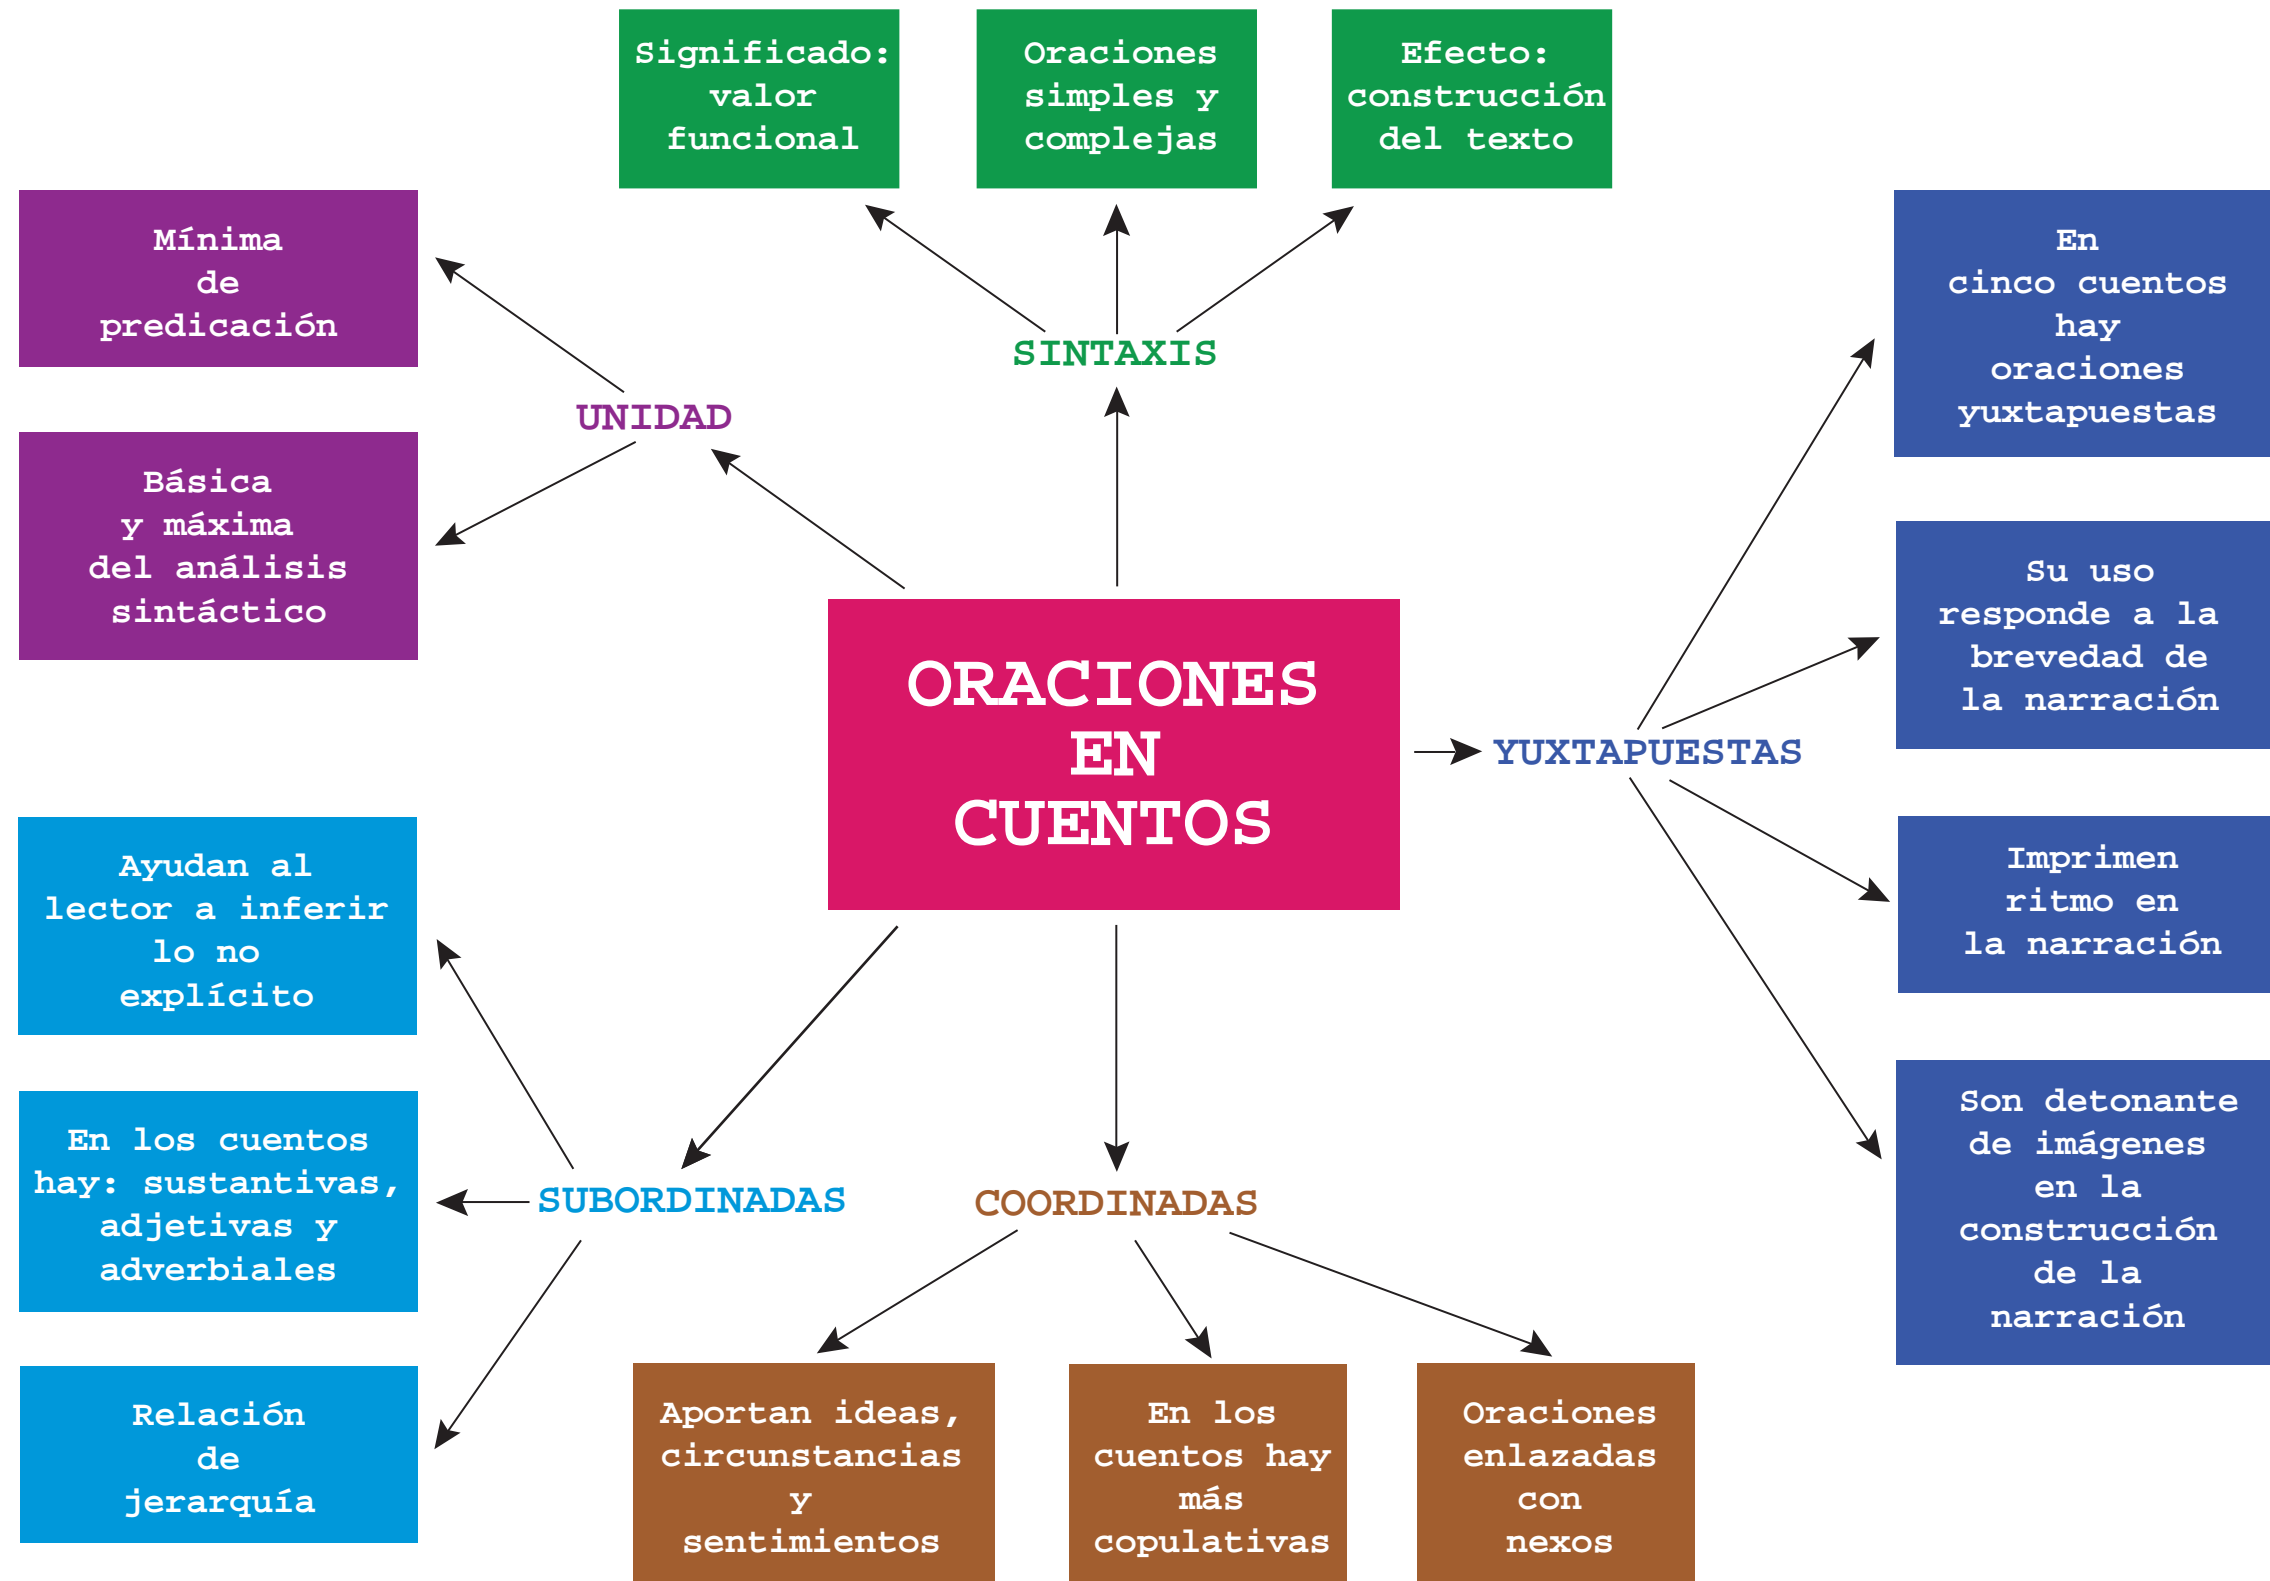 Significado:
valor
funcional
Oraciones
simples y
complejas
Efecto:
construcción
del texto
SINTAXIS
Mínima
de
predicación
UNIDAD
Básica
y máxima
del análisis
sintáctico
ORACIONES
EN
CUENTOS
YUXTAPUESTAS
En
cinco cuentos
hay
oraciones
yuxtapuestas
Su uso
responde a la
brevedad de
la narración
Imprimen
ritmo en
la narración
Son detonante
de imágenes
en la
construcción
de la
narración
Ayudan al
lector a inferir
lo no
explícito
En los cuentos
hay: sustantivas,
adjetivas y
adverbiales
SUBORDINADAS
Relación
de
jerarquía
COORDINADAS
Aportan ideas,
circunstancias
y
sentimientos
En los
cuentos hay
más
copulativas
Oraciones
enlazadas
con
nexos